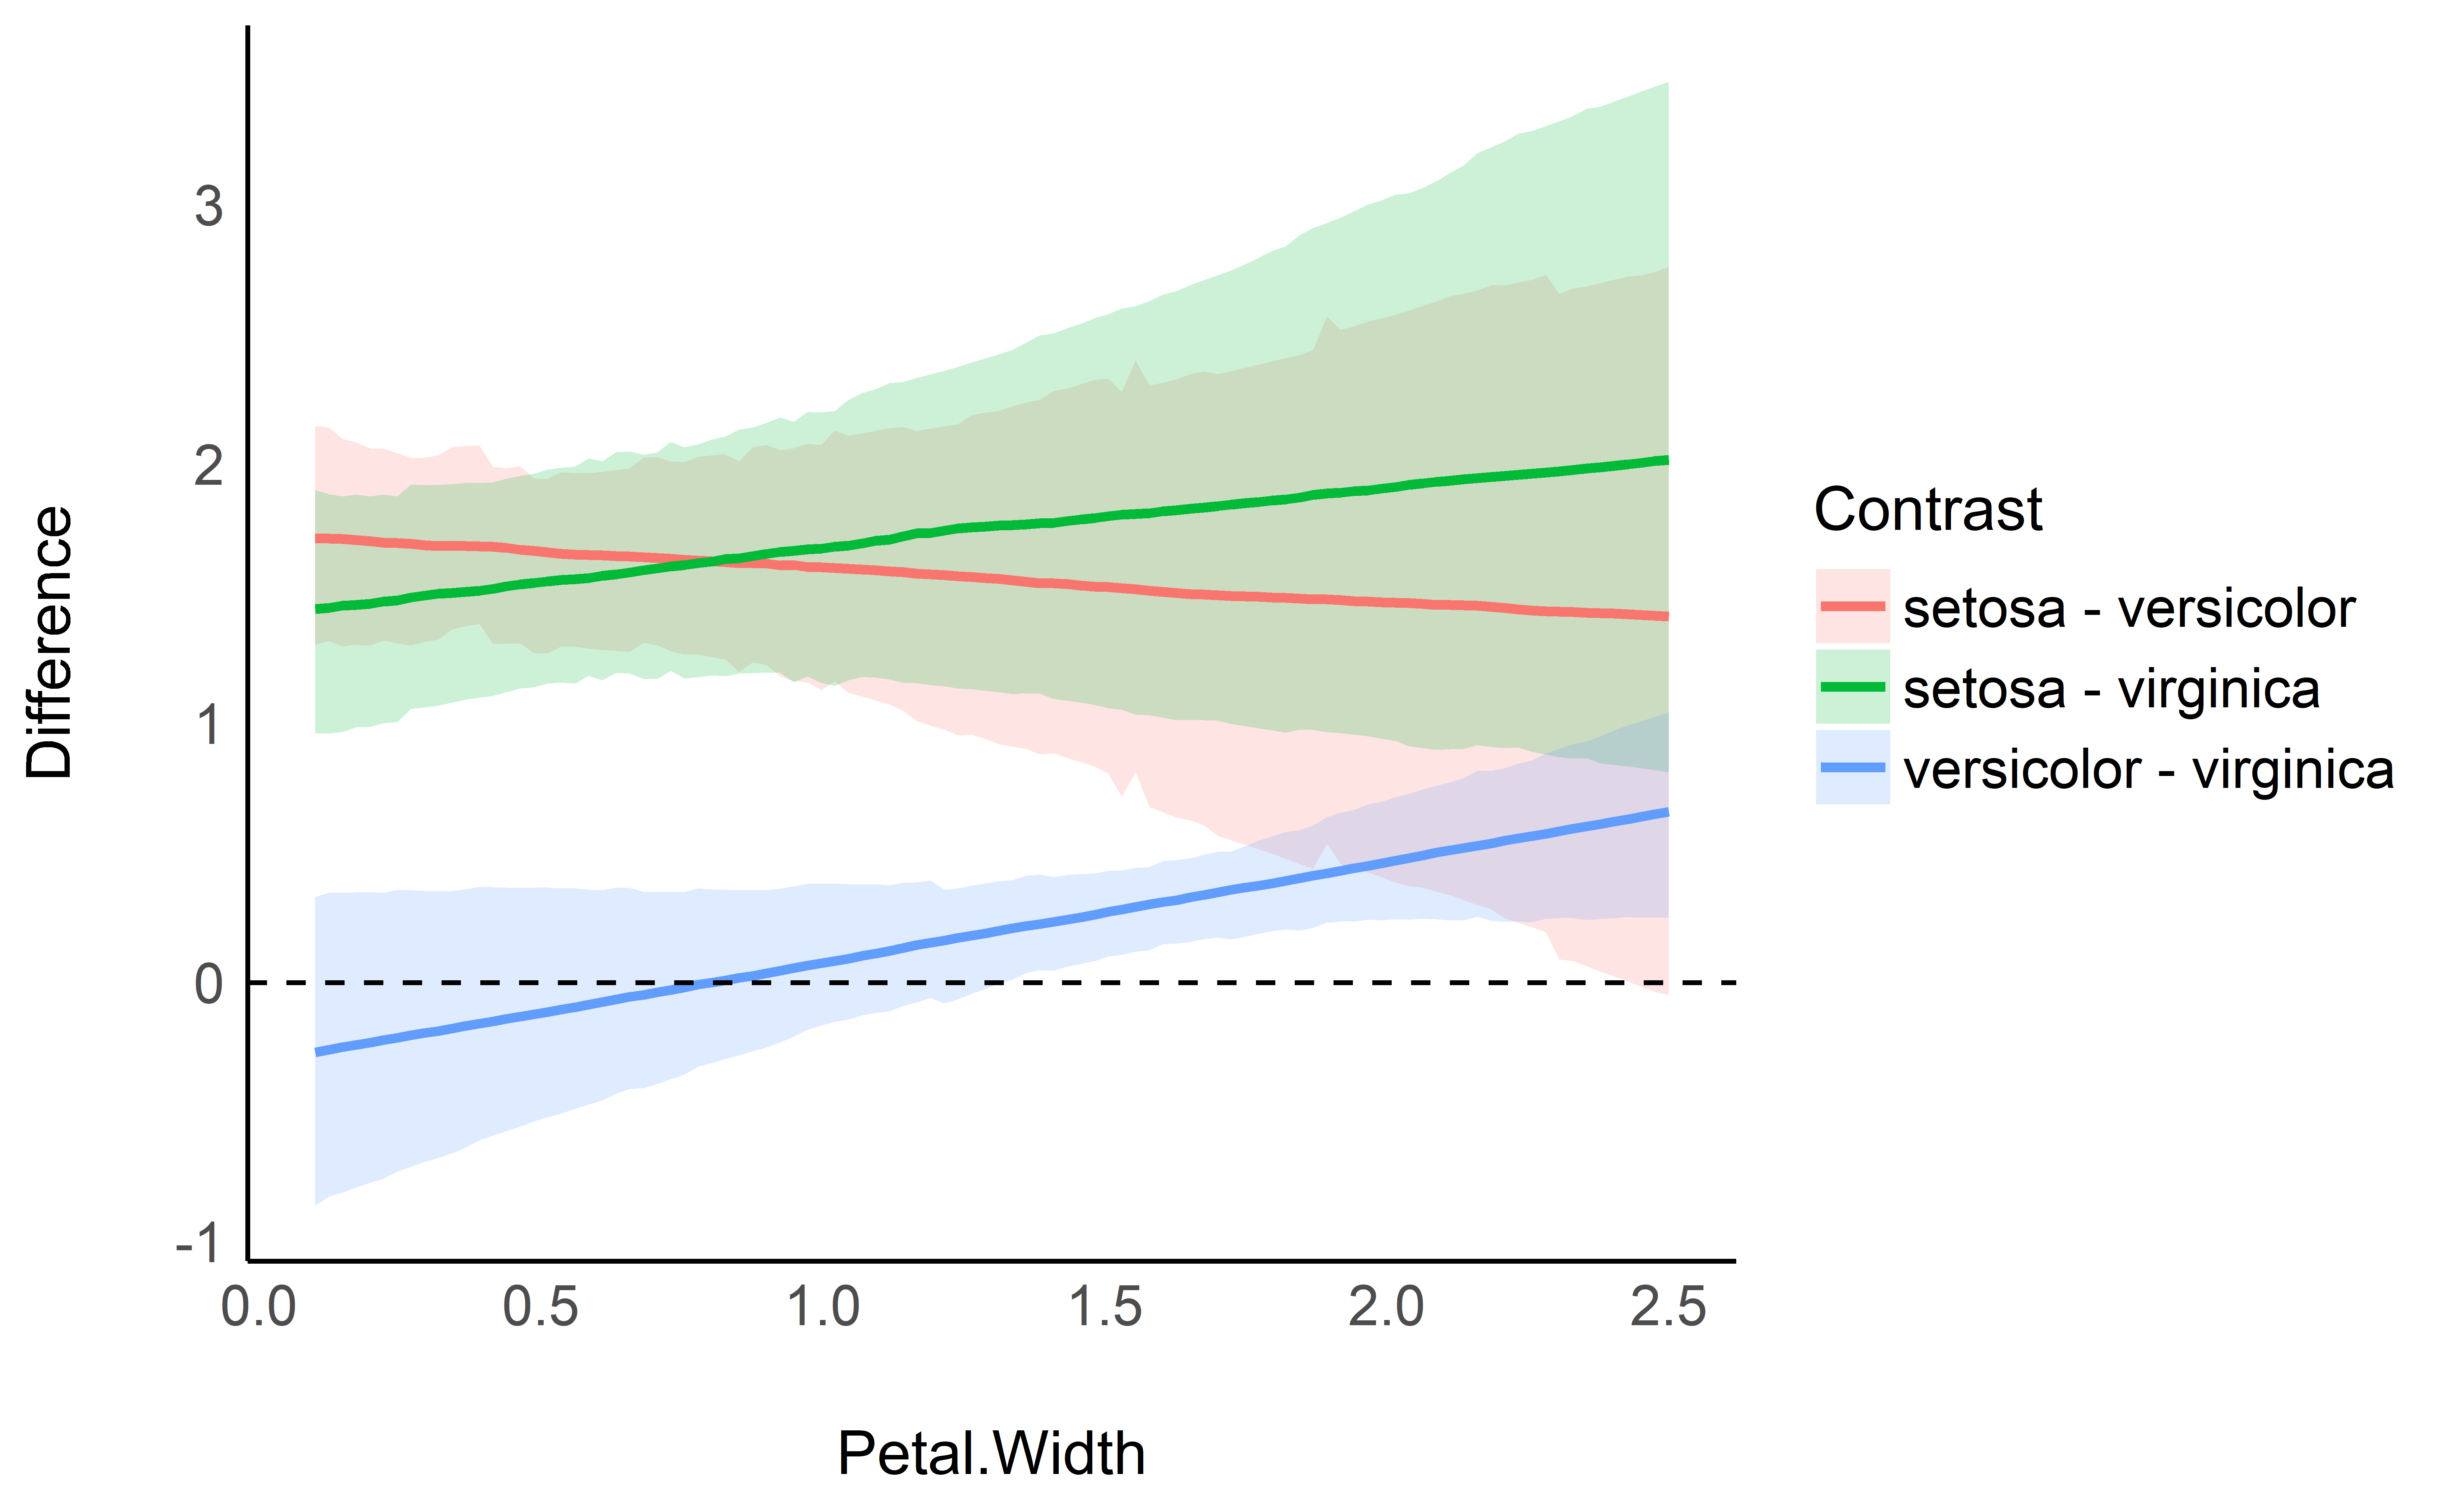 3
2
1
0
-1
Difference
0.0 0.5 1.0 1.5 2.0 2.5
Petal.Width
Contrast
setosa - versicolor
setosa - virginica
versicolor - virginica